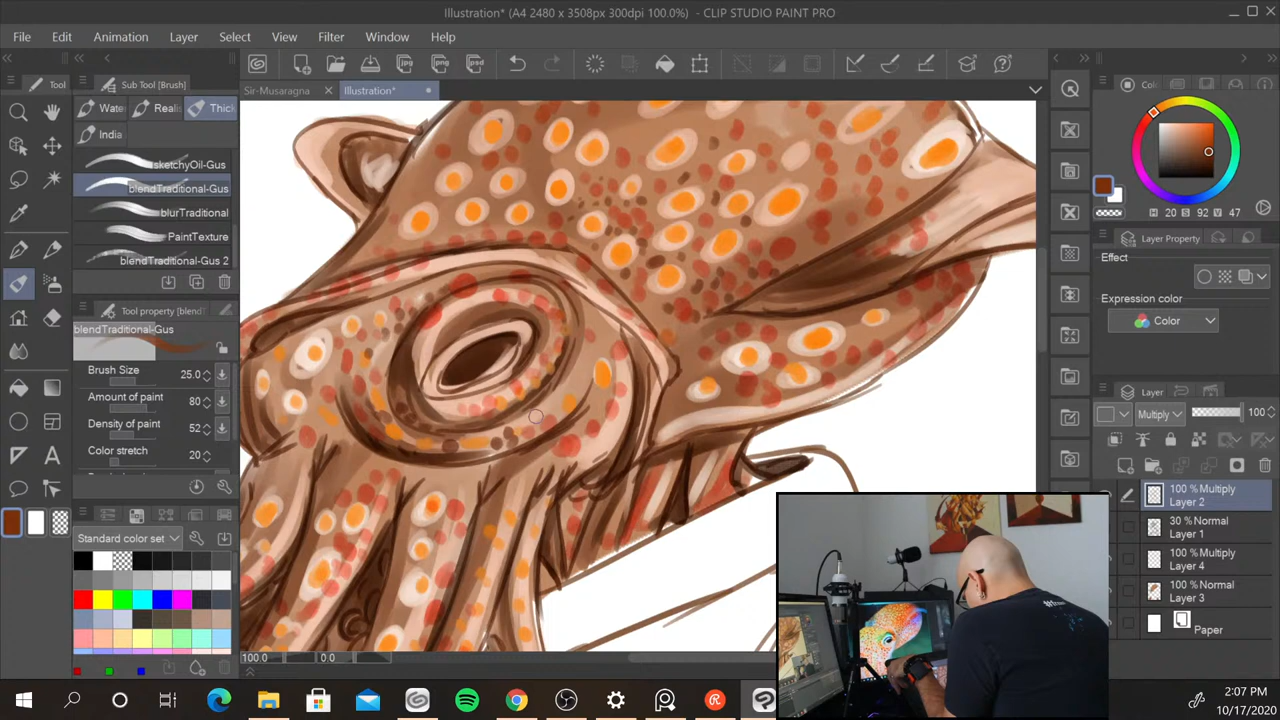 Illustration* (A4 2480 x 3508px 300dpi 100.0%) - CLIP STUDIO PAINT PRO
File Edit Animation Layer Select View Filter Window Help
Tool
Sub Tool [Brush]
Sir-Musaragna
Illustration*
Wate
Reali
Thick
India
sketchyOil-Gus
blendTraditional-Gus
blurTraditional
PaintTexture
blendTraditional-Gus 2
Tool property [blend
blendTraditional-Gus
Brush Size 25.0
Amount of paint 80
Density of paint 52
Color stretch 20
Standard color set
100.0 0.0
Col
H 20 S 92 V 47
Layer Property
Effect
Expression color
Color
Layer
Multiply 100
100 % Multiply
Layer 2
30 % Normal
Layer 1
100 % Multiply
Layer 4
100 % Normal
Layer 3
Paper
2:07 PM
10/17/2020